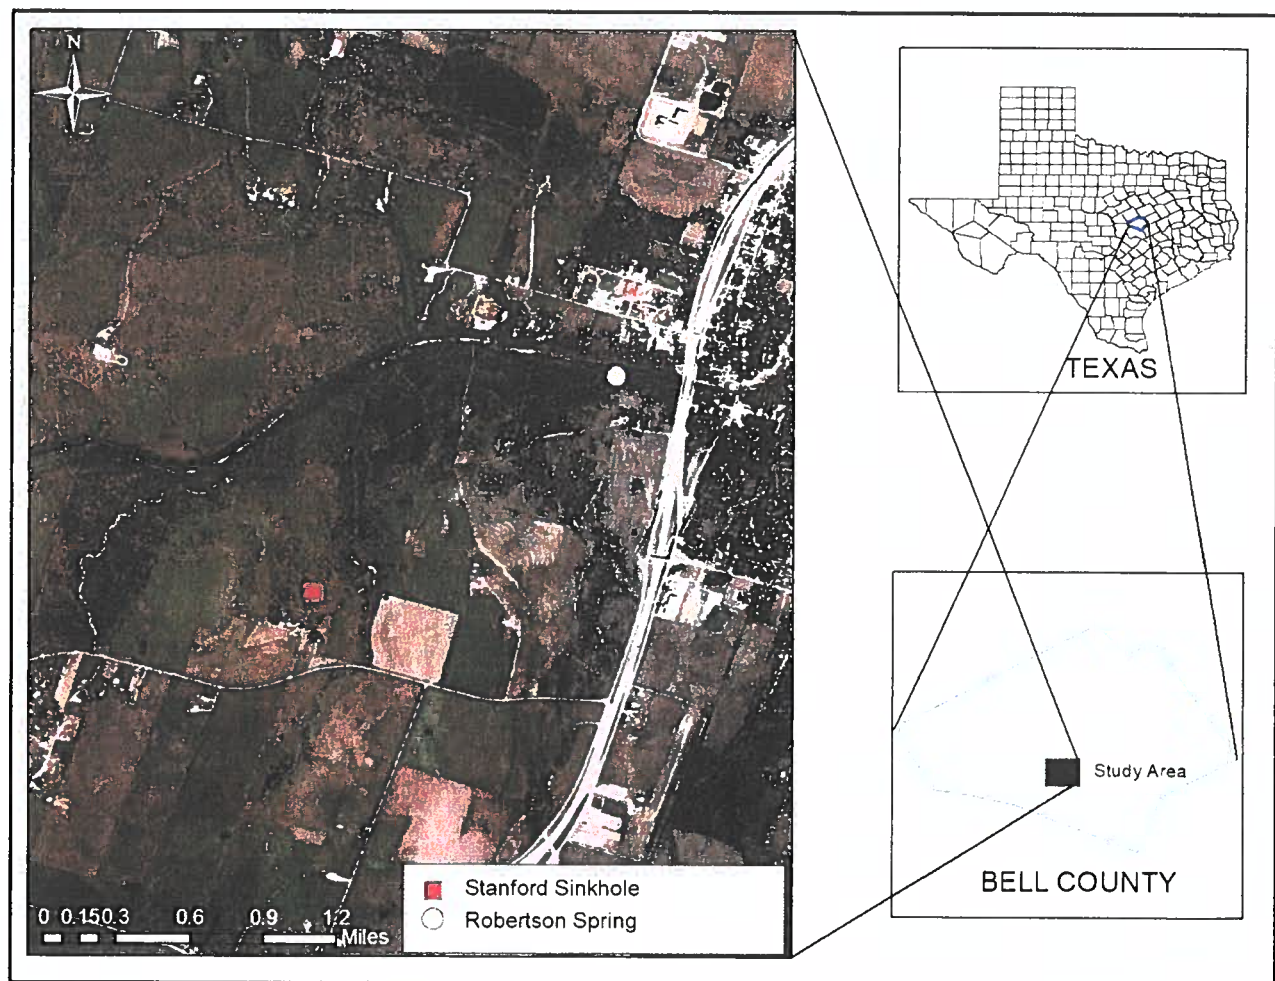 N
TEXAS
Study Area
BELL COUNTY
Stanford Sinkhole
Robertson Spring
0 0.150.3 0.6 0.9 1.2
Miles